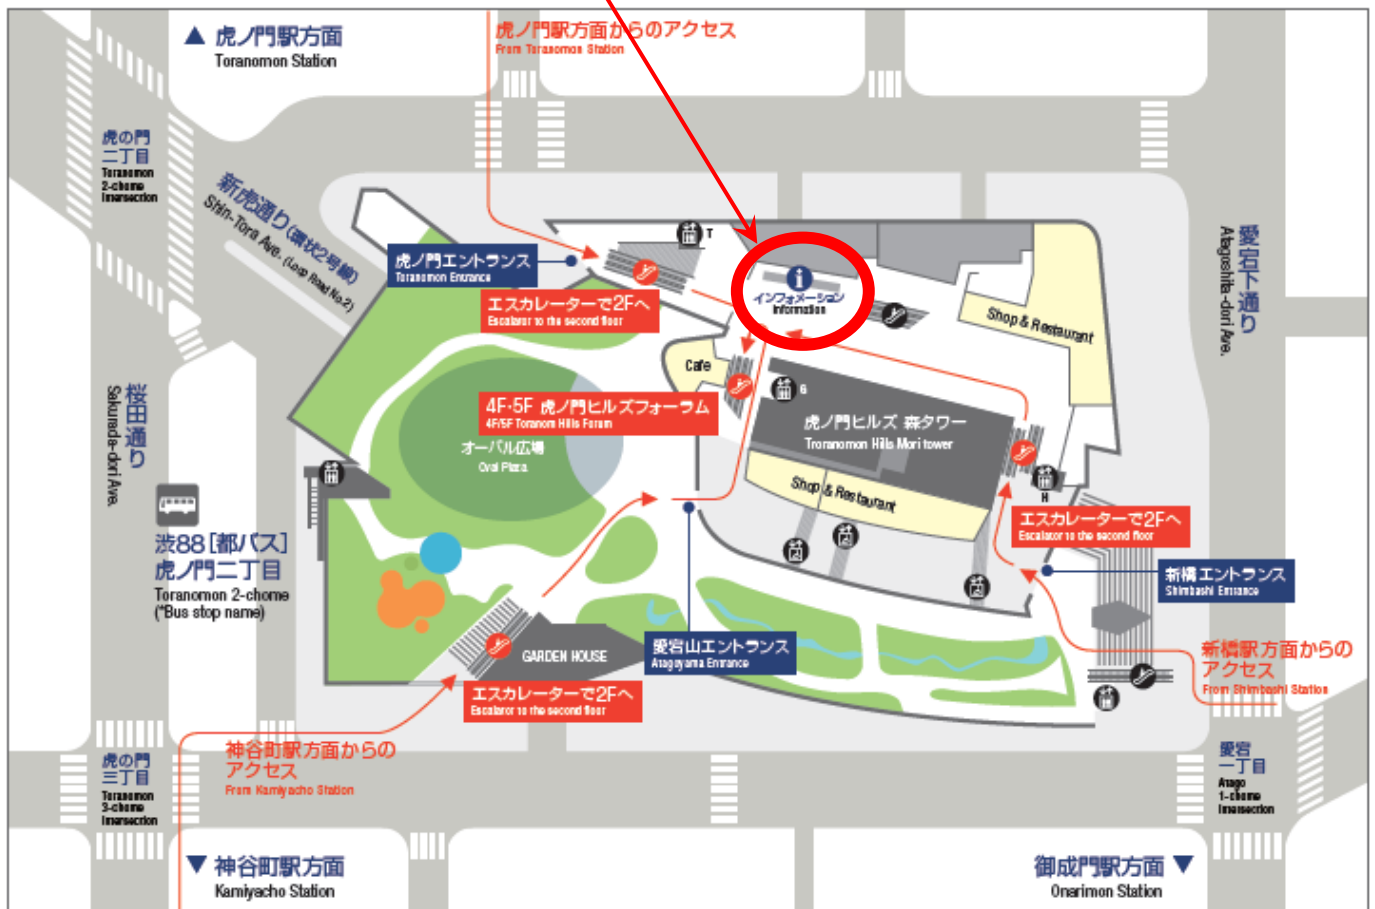 ▲ 虎ノ門駅方面
Toranomon Station
虎ノ門駅方面からのアクセス
From Toranomon Station
虎の門
二丁目
Toranomon
2-chome
Intersection
新虎通り(環状2号線)
Shin-Tora Ave. (Loop Road No.2)
愛宕下通り
Atagoshita-dori Ave.
虎ノ門エントランス
Toranomon Entrance
T
エスカレーターで2Fへ
Escalator to the second floor
インフォメーション
Information
Shop & Restaurant
Cafe
6
4F・5F 虎ノ門ヒルズフォーラム
4F/5F Toranom Hills Forum
虎ノ門ヒルズ 森タワー
Troranomon Hills Mori tower
オーバル広場
Oval Plaza
桜田通り
Sakurada-dori Ave.
Shop & Restaurant
H
エスカレーターで2Fへ
Escalator to the second floor
渋88[都バス]
虎ノ門二丁目
Toranomon 2-chome
(*Bus stop name)
新橋エントランス
Shimbashi Entrance
GARDEN HOUSE
愛宕山エントランス
Atagoyama Entrance
新橋駅方面からの
アクセス
From Shimbashi Station
エスカレーターで2Fへ
Escalator to the second floor
神谷町駅方面からの
アクセス
From Kamiyacho Station
虎の門
三丁目
Toranomon
3-chome
Intersection
愛宕
一丁目
Atago
1-chome
Intersection
▼ 神谷町駅方面
Kamiyacho Station
御成門駅方面 ▼
Onarimon Station